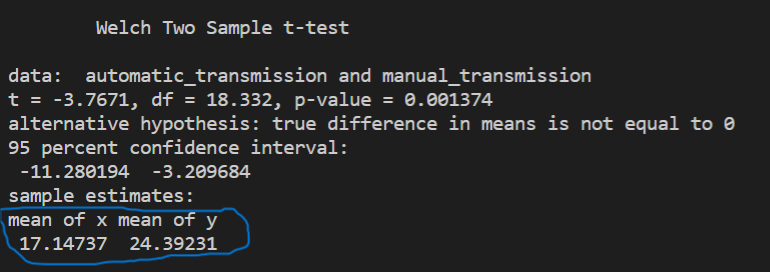 Welch Two Sample t-test
data:  automatic_transmission and manual_transmission
t = -3.7671, df = 18.332, p-value = 0.001374
alternative hypothesis: true difference in means is not equal to 0
95 percent confidence interval:
 -11.280194  -3.209684
sample estimates:
mean of x mean of y
 17.14737  24.39231